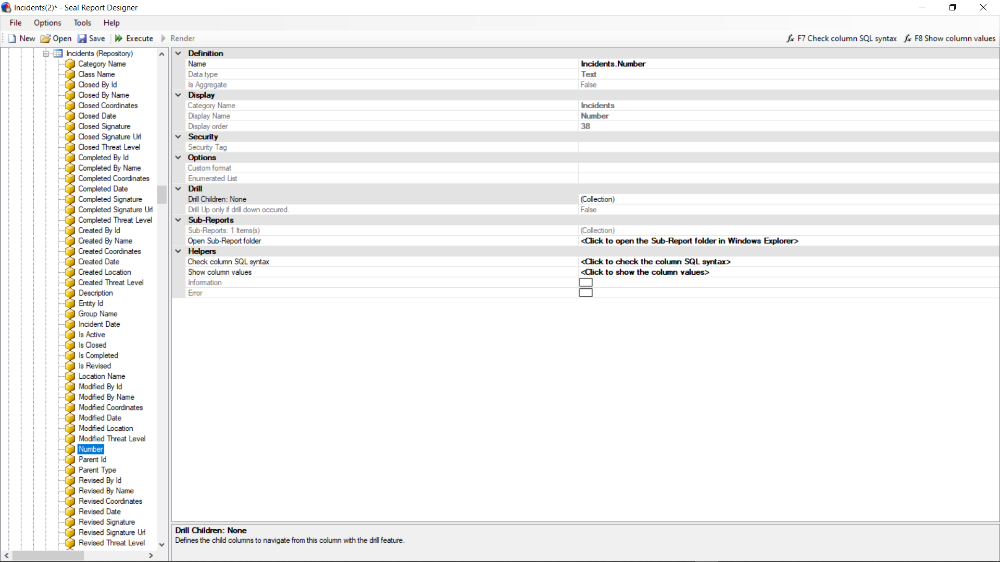 Incidents(2)* - Seal Report Designer
File Options Tools Help
New Open Save Execute Render fx F7 Check column SQL syntax fx F8 Show column values
Incidents (Repository)
Category Name
Class Name
Closed By Id
Closed By Name
Closed Coordinates
Closed Date
Closed Signature
Closed Signature Url
Closed Threat Level
Completed By Id
Completed By Name
Completed Coordinates
Completed Date
Completed Signature
Completed Signature Url
Completed Threat Level
Created By Id
Created By Name
Created Coordinates
Created Date
Created Location
Created Threat Level
Description
Entity Id
Group Name
Incident Date
Is Active
Is Closed
Is Completed
Is Revised
Location Name
Modified By Id
Modified By Name
Modified Coordinates
Modified Date
Modified Location
Modified Threat Level
Number
Parent Id
Parent Type
Revised By Id
Revised By Name
Revised Coordinates
Revised Date
Revised Signature
Revised Signature Url
Revised Threat Level
Definition
Name Incidents.Number
Data type Text
Is Aggregate False
Display
Category Name Incidents
Display Name Number
Display order 38
Security
Security Tag
Options
Custom format
Enumerated List
Drill
Drill Children: None (Collection)
Drill Up only if drill down occured. False
Sub-Reports
Sub-Reports: 1 Items(s) (Collection)
Open Sub-Report folder <Click to open the Sub-Report folder in Windows Explorer>
Helpers
Check column SQL syntax <Click to check the column SQL syntax>
Show column values <Click to show the column values>
Information
Error
Drill Children: None
Defines the child columns to navigate from this column with the drill feature.